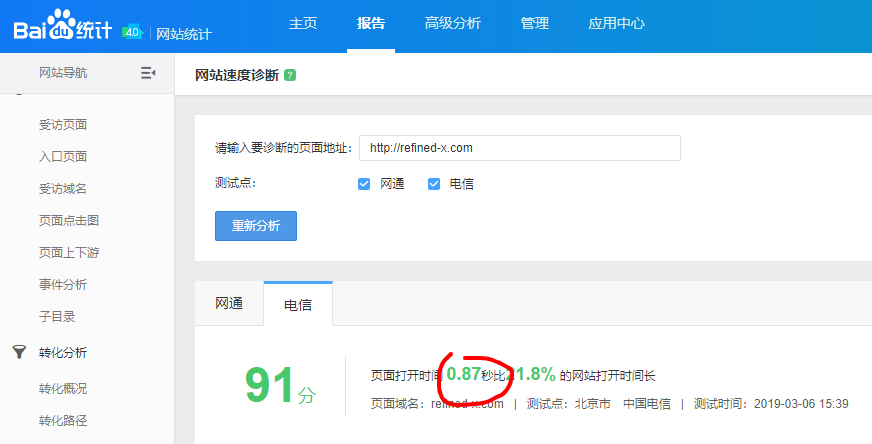 Bai du 统计 4.0 网站统计
主页 报告 高级分析 管理 应用中心
网站导航
受访页面
入口页面
受访域名
页面点击图
页面上下游
事件分析
子目录
转化分析
转化概况
转化路径
网站速度诊断 ?
请输入要诊断的页面地址: http://refined-x.com
测试点: 网通 电信
重新分析
网通 电信
91分
页面打开时间 0.87秒比21.8% 的网站打开时间长
页面域名: refined-x.com | 测试点: 北京市 中国电信 | 测试时间: 2019-03-06 15:39